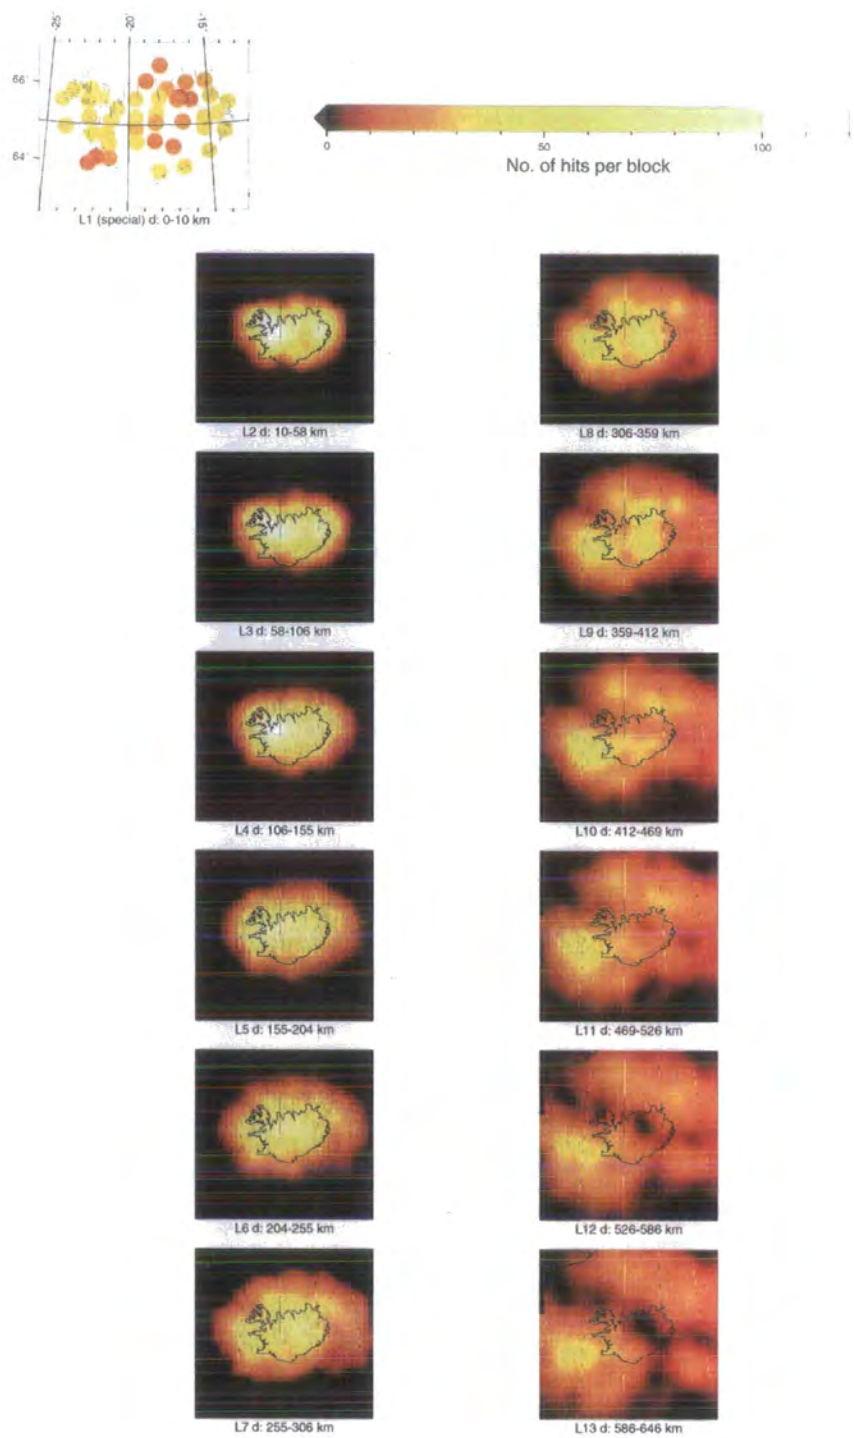 -25˚ -20˚ -15˚
66˚
64˚
L1 (special) d: 0-10 km
0 50 100
No. of hits per block
L2 d: 10-58 km
L8 d: 306-359 km
L3 d: 58-106 km
L9 d: 359-412 km
L4 d: 106-155 km
L10 d: 412-469 km
L5 d: 155-204 km
L11 d: 469-526 km
L6 d: 204-255 km
L12 d: 526-586 km
L7 d: 255-306 km
L13 d: 586-646 km